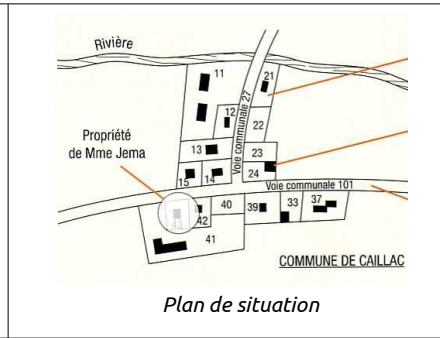 Rivière
11
21
12
22
Voie communale 27
Propriété
de Mme Jema
13
23
24
15
14
Voie communale 101
43
42
40
39
33
37
41
COMMUNE DE CAILLAC
Plan de situation